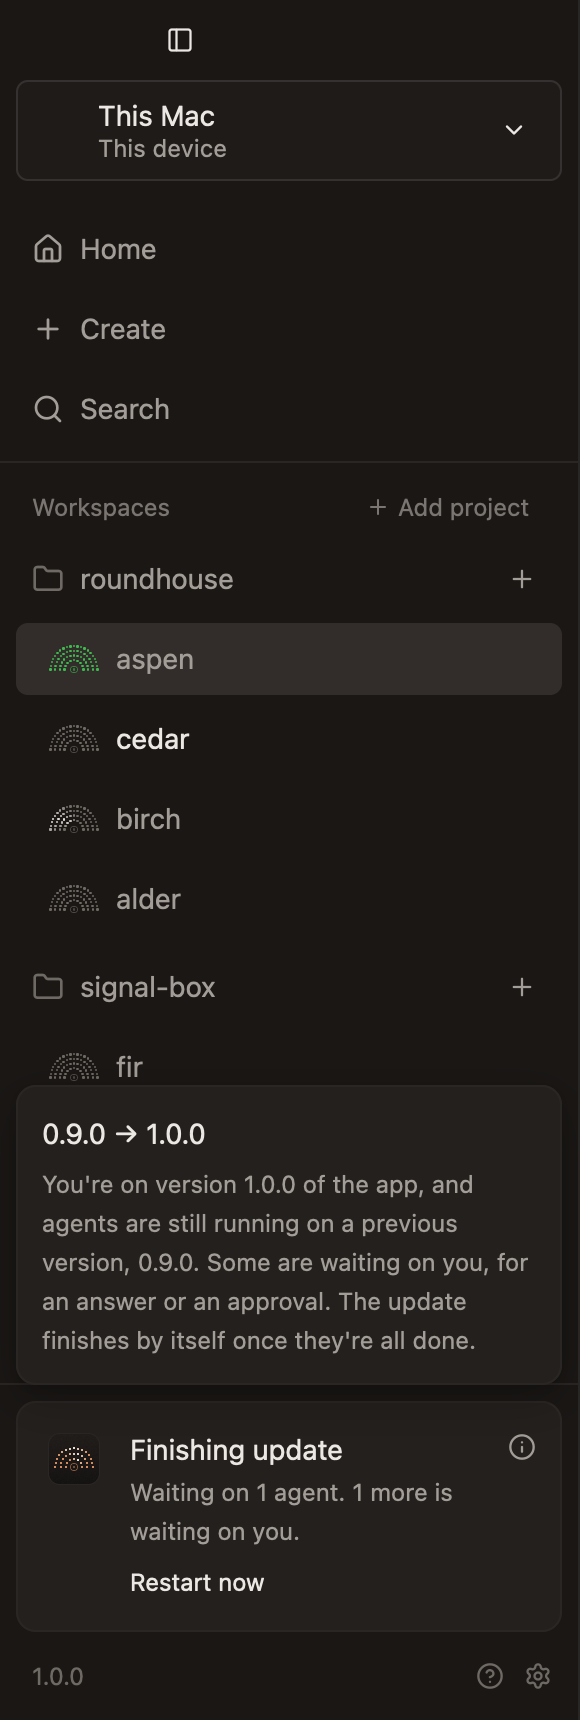 This Mac
This device
Home
Create
Search
Workspaces
+ Add project
roundhouse
aspen
cedar
birch
alder
signal-box
fir
0.9.0 → 1.0.0
You're on version 1.0.0 of the app, and
agents are still running on a previous
version, 0.9.0. Some are waiting on you, for
an answer or an approval. The update
finishes by itself once they're all done.
Finishing update
Waiting on 1 agent. 1 more is
waiting on you.
Restart now
1.0.0